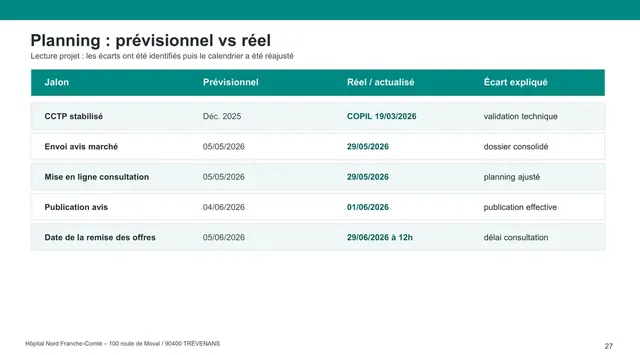 Planning : prévisionnel vs réel
Lecture projet : les écarts ont été identifiés puis le calendrier a été réajusté
Jalon Prévisionnel Réel / actualisé Écart expliqué
CCTP stabilisé Déc. 2025 COPIL 19/03/2026 validation technique
Envoi avis marché 05/05/2026 29/05/2026 dossier consolidé
Mise en ligne consultation 05/05/2026 29/05/2026 planning ajusté
Publication avis 04/06/2026 01/06/2026 publication effective
Date de la remise des offres 05/06/2026 29/06/2026 à 12h délai consultation
Hôpital Nord Franche-Comté – 100 route de Moval / 90400 TRÉVENANS
27